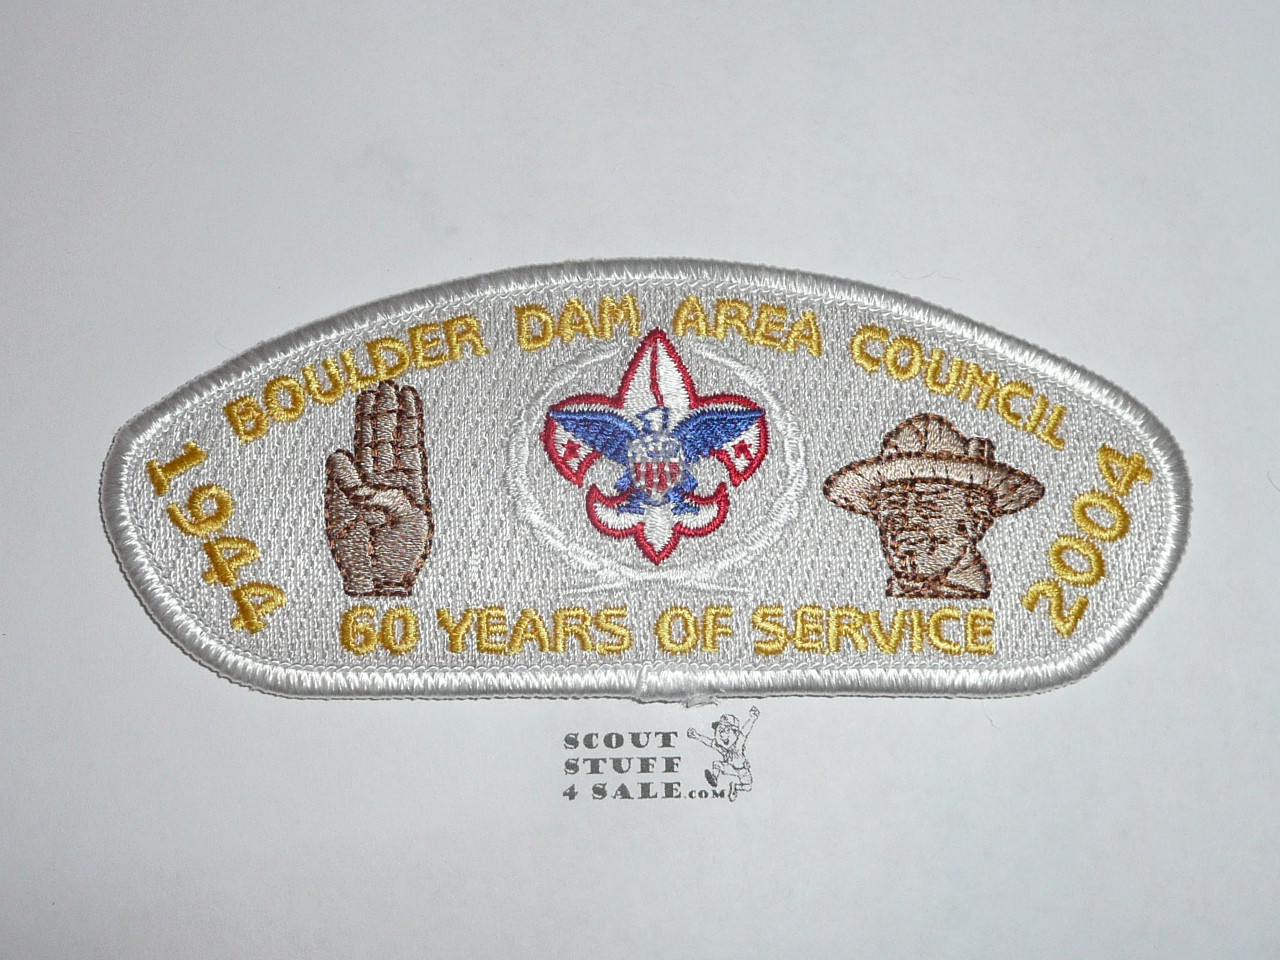 BOULDER DAM AREA COUNCIL
1944
2004
60 YEARS OF SERVICE
SCOUT
STUFF
4 SALE.COM